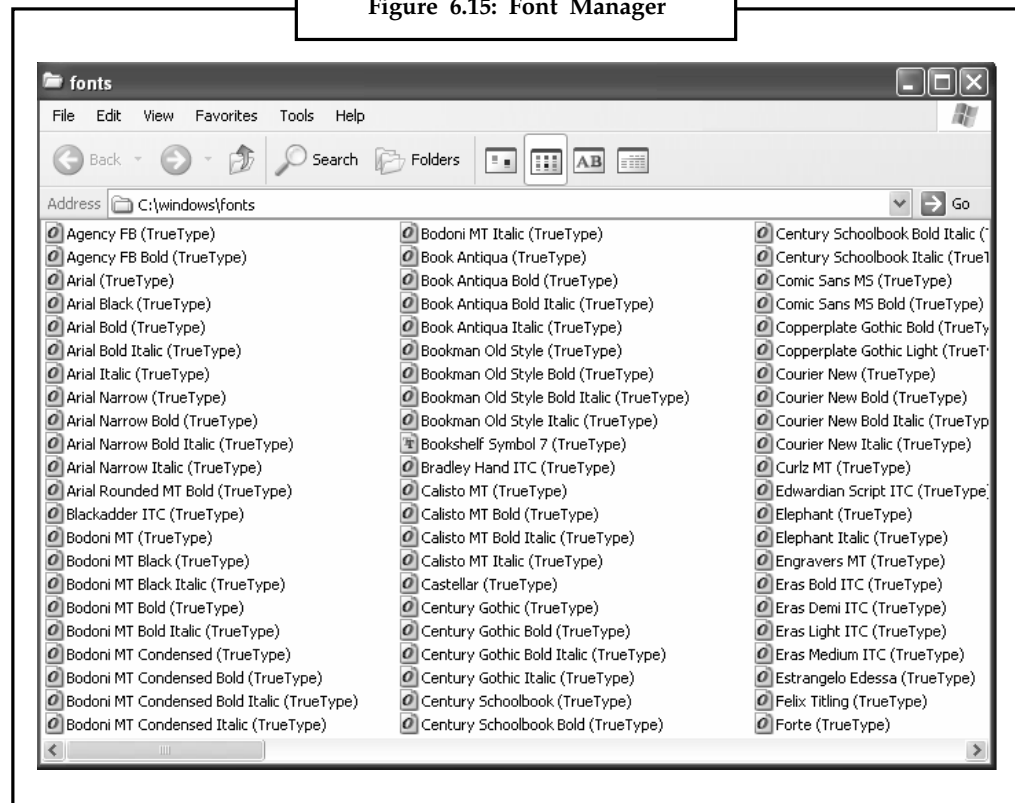 Figure 6.15: Font Manager
fonts
File Edit View Favorites Tools Help
Back Search Folders AB
Address C:\windows\fonts Go
Agency FB (TrueType)
Agency FB Bold (TrueType)
Arial (TrueType)
Arial Black (TrueType)
Arial Bold (TrueType)
Arial Bold Italic (TrueType)
Arial Italic (TrueType)
Arial Narrow (TrueType)
Arial Narrow Bold (TrueType)
Arial Narrow Bold Italic (TrueType)
Arial Narrow Italic (TrueType)
Arial Rounded MT Bold (TrueType)
Blackadder ITC (TrueType)
Bodoni MT (TrueType)
Bodoni MT Black (TrueType)
Bodoni MT Black Italic (TrueType)
Bodoni MT Bold (TrueType)
Bodoni MT Bold Italic (TrueType)
Bodoni MT Condensed (TrueType)
Bodoni MT Condensed Bold (TrueType)
Bodoni MT Condensed Bold Italic (TrueType)
Bodoni MT Condensed Italic (TrueType)
Bodoni MT Italic (TrueType)
Book Antiqua (TrueType)
Book Antiqua Bold (TrueType)
Book Antiqua Bold Italic (TrueType)
Book Antiqua Italic (TrueType)
Bookman Old Style (TrueType)
Bookman Old Style Bold (TrueType)
Bookman Old Style Bold Italic (TrueType)
Bookman Old Style Italic (TrueType)
Bookshelf Symbol 7 (TrueType)
Bradley Hand ITC (TrueType)
Calisto MT (TrueType)
Calisto MT Bold (TrueType)
Calisto MT Bold Italic (TrueType)
Calisto MT Italic (TrueType)
Castellar (TrueType)
Century Gothic (TrueType)
Century Gothic Bold (TrueType)
Century Gothic Bold Italic (TrueType)
Century Gothic Italic (TrueType)
Century Schoolbook (TrueType)
Century Schoolbook Bold (TrueType)
Century Schoolbook Bold Italic (
Century Schoolbook Italic (True
Comic Sans MS (TrueType)
Comic Sans MS Bold (TrueType)
Copperplate Gothic Bold (TrueTy
Copperplate Gothic Light (TrueT
Courier New (TrueType)
Courier New Bold (TrueType)
Courier New Bold Italic (TrueTyp
Courier New Italic (TrueType)
Curlz MT (TrueType)
Edwardian Script ITC (TrueType)
Elephant (TrueType)
Elephant Italic (TrueType)
Engravers MT (TrueType)
Eras Bold ITC (TrueType)
Eras Demi ITC (TrueType)
Eras Light ITC (TrueType)
Eras Medium ITC (TrueType)
Estrangelo Edessa (TrueType)
Felix Titling (TrueType)
Forte (TrueType)